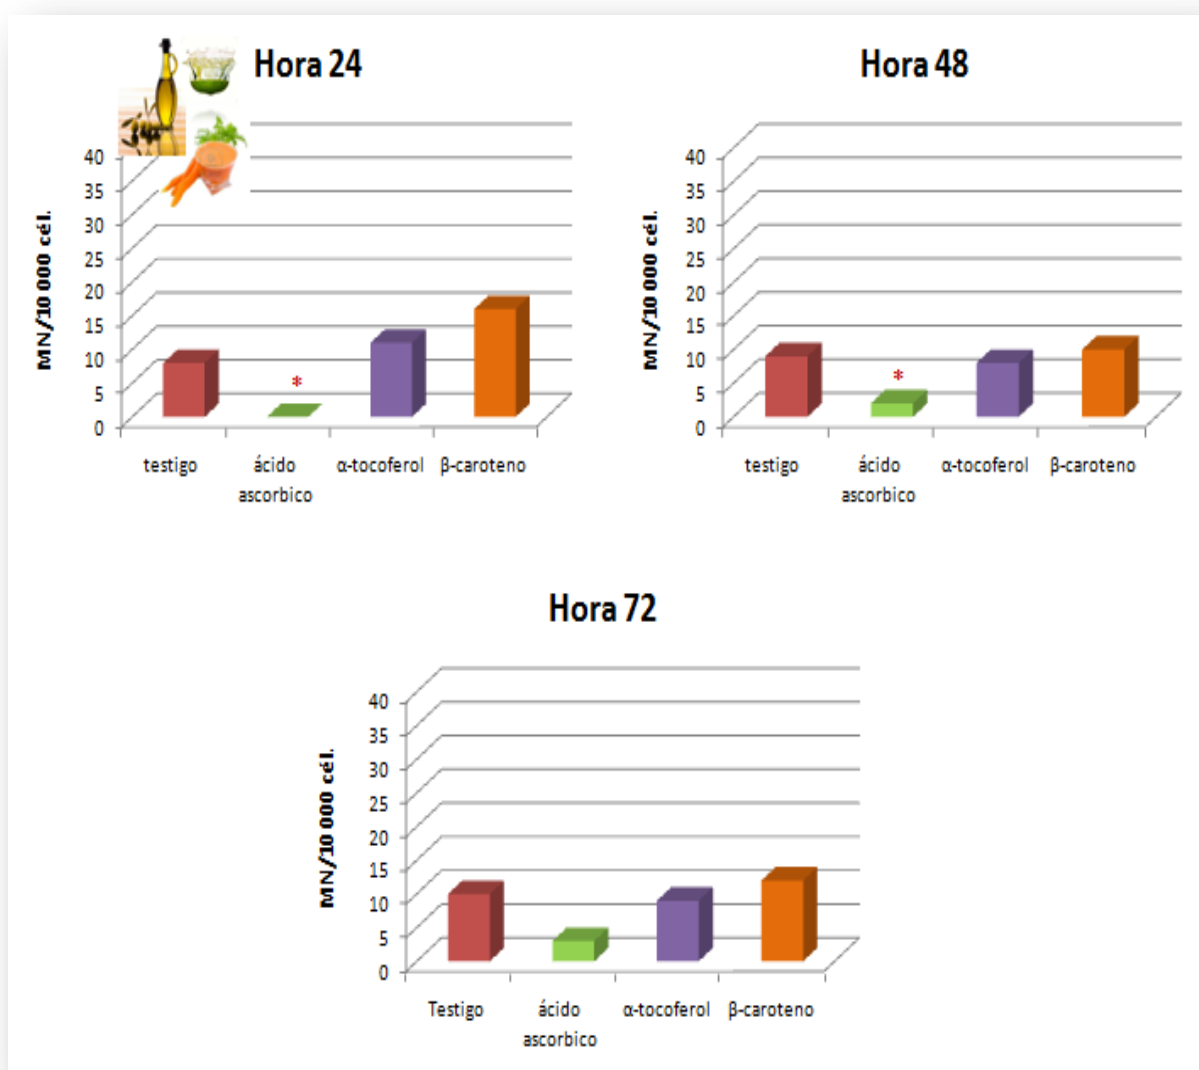 Hora 24
MN/10 000 cél.
40
35
30
25
20
15
10
5
0
*
testigo
ácido
ascorbico
α-tocoferol
β-caroteno
Hora 48
MN/10 000 cél.
40
35
30
25
20
15
10
5
0
*
testigo
ácido
ascorbico
α-tocoferol
β-caroteno
Hora 72
MN/10 000 cél.
40
35
30
25
20
15
10
5
0
Testigo
ácido
ascorbico
α-tocoferol
β-caroteno